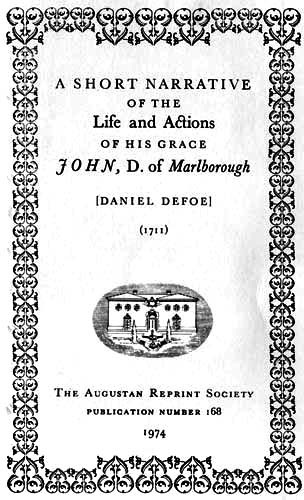 A SHORT NARRATIVE
OF THE
Life and Actions
OF HIS GRACE
JOHN, D. of Marlborough
[DANIEL DEFOE]
(1711)
THE AUGUSTAN REPRINT SOCIETY
PUBLICATION NUMBER 168
1974